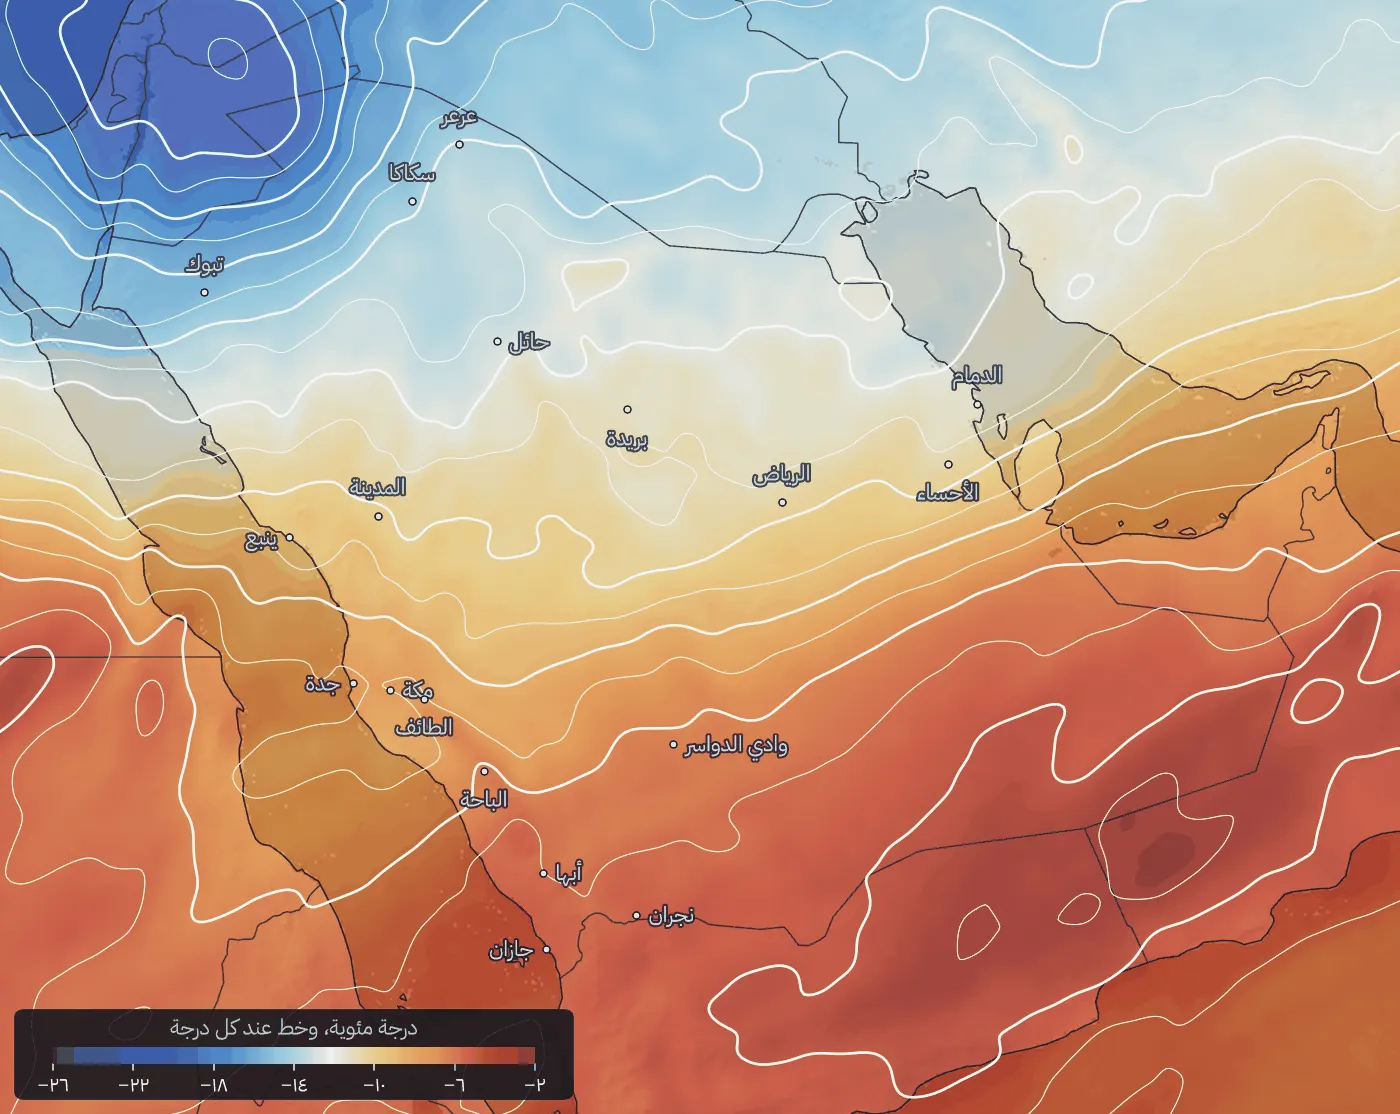 عرعر
سكاكا
تبوك
حائل
الدمام
بريدة
الرياض
المدينة
الأحساء
ينبع
جدة
مكة
الطائف
وادي الدواسر
الباحة
أبها
نجران
جازان
درجة مئوية، وخط عند كل درجة
−٢٦ −٢٢ −١٨ −١٤ −١٠ −٦ −٢